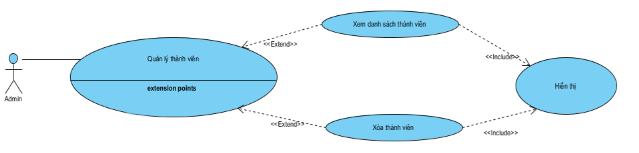 Xem danh sách thành viên
<<Extend>>
<<Include>>
Quản lý thành viên
extension points
Hiển thị
Admin
<<Extend>>
Xóa thành viên
<<Include>>